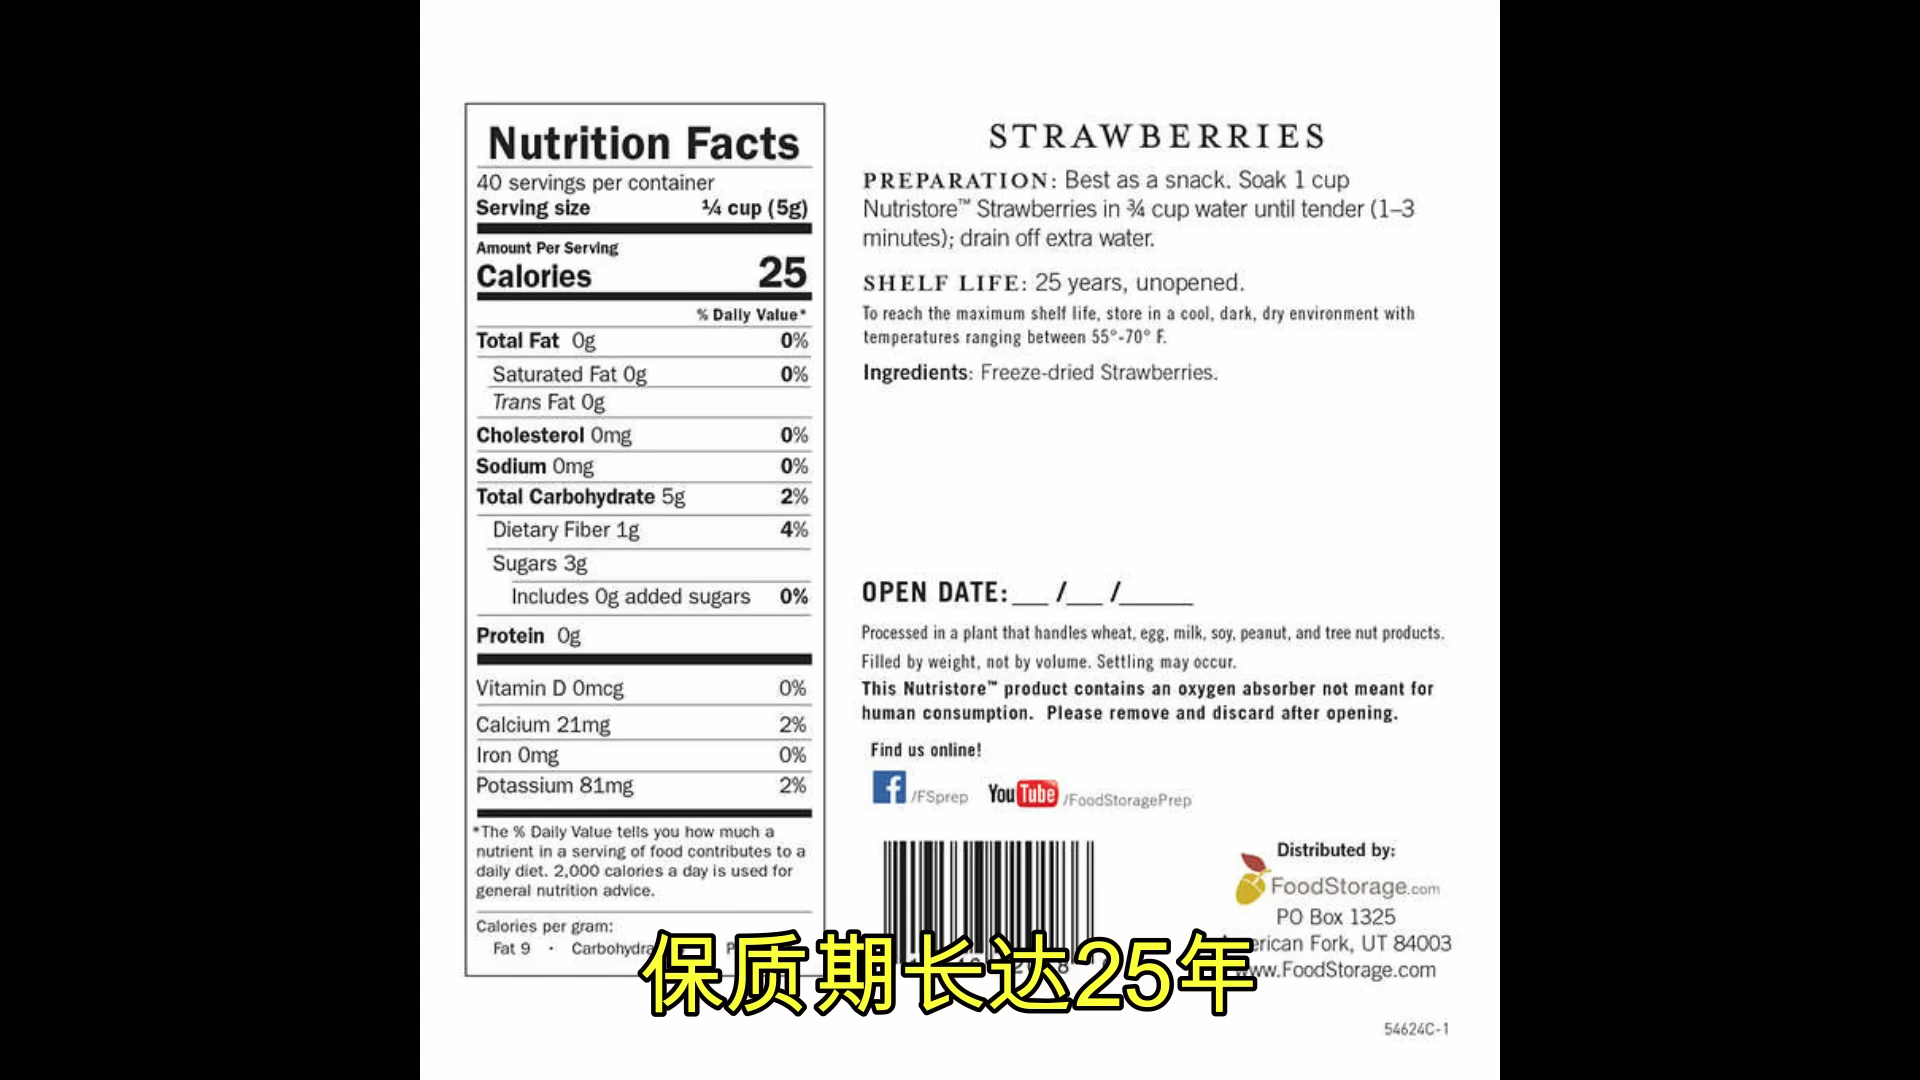 Nutrition Facts
40 servings per container
Serving size ¼ cup (5g)
Amount Per Serving
Calories 25
% Daily Value*
Total Fat 0g 0%
Saturated Fat 0g 0%
Trans Fat 0g
Cholesterol 0mg 0%
Sodium 0mg 0%
Total Carbohydrate 5g 2%
Dietary Fiber 1g 4%
Sugars 3g
Includes 0g added sugars 0%
Protein 0g
Vitamin D 0mcg 0%
Calcium 21mg 2%
Iron 0mg 0%
Potassium 81mg 2%
*The % Daily Value tells you how much a
nutrient in a serving of food contributes to a
daily diet. 2,000 calories a day is used for
general nutrition advice.
Calories per gram:
Fat 9 ·
STRAWBERRIES
PREPARATION: Best as a snack. Soak 1 cup
Nutristore™ Strawberries in ¾ cup water until tender (1–3
minutes); drain off extra water.
SHELF LIFE: 25 years, unopened.
To reach the maximum shelf life, store in a cool, dark, dry environment with
temperatures ranging between 55°-70° F.
Ingredients: Freeze-dried Strawberries.
OPEN DATE:__ /__ /____
Processed in a plant that handles wheat, egg, milk, soy, peanut, and tree nut products.
Filled by weight, not by volume. Settling may occur.
This Nutristore™ product contains an oxygen absorber not meant for
human consumption. Please remove and discard after opening.
Find us online!
/FSprep YouTube /FoodStoragePrep
Distributed by:
FoodStorage.com
PO Box 1325
Fork, UT 84003
www.FoodStorage.com
保质期长达25年
54624C-1